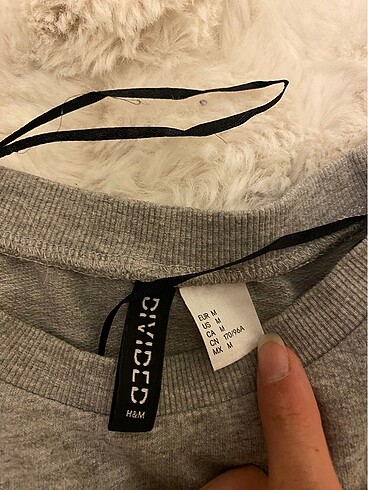 DIVIDED
H&M
EUR M
US M
CA M
CN 170/96A
MX M